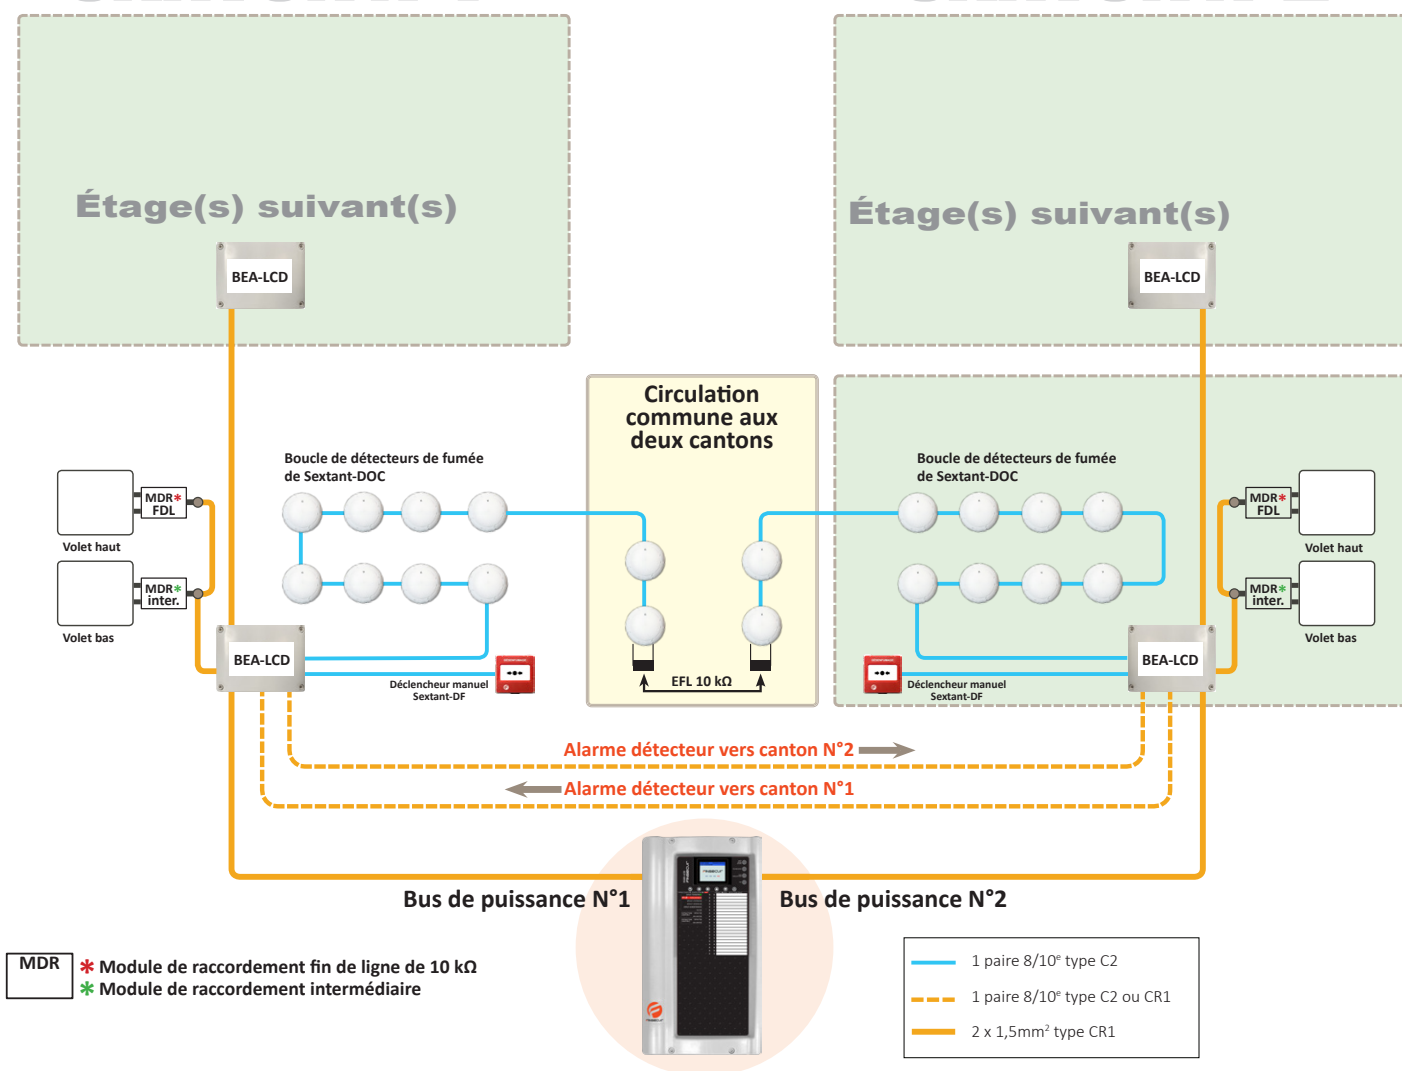 Étage(s) suivant(s)
Étage(s) suivant(s)
BEA-LCD
BEA-LCD
Circulation
commune aux
deux cantons
Boucle de détecteurs de fumée
de Sextant-DOC
Boucle de détecteurs de fumée
de Sextant-DOC
MDR*
FDL
Volet haut
MDR*
inter.
Volet bas
MDR*
FDL
Volet haut
MDR*
inter.
Volet bas
BEA-LCD
BEA-LCD
Déclencheur manuel
Sextant-DF
EFL 10 kΩ
Déclencheur manuel
Sextant-DF
Alarme détecteur vers canton N°2
Alarme détecteur vers canton N°1
Bus de puissance N°1
Bus de puissance N°2
MDR
* Module de raccordement fin de ligne de 10 kΩ
* Module de raccordement intermédiaire
1 paire 8/10e type C2
1 paire 8/10e type C2 ou CR1
2 x 1,5mm² type CR1